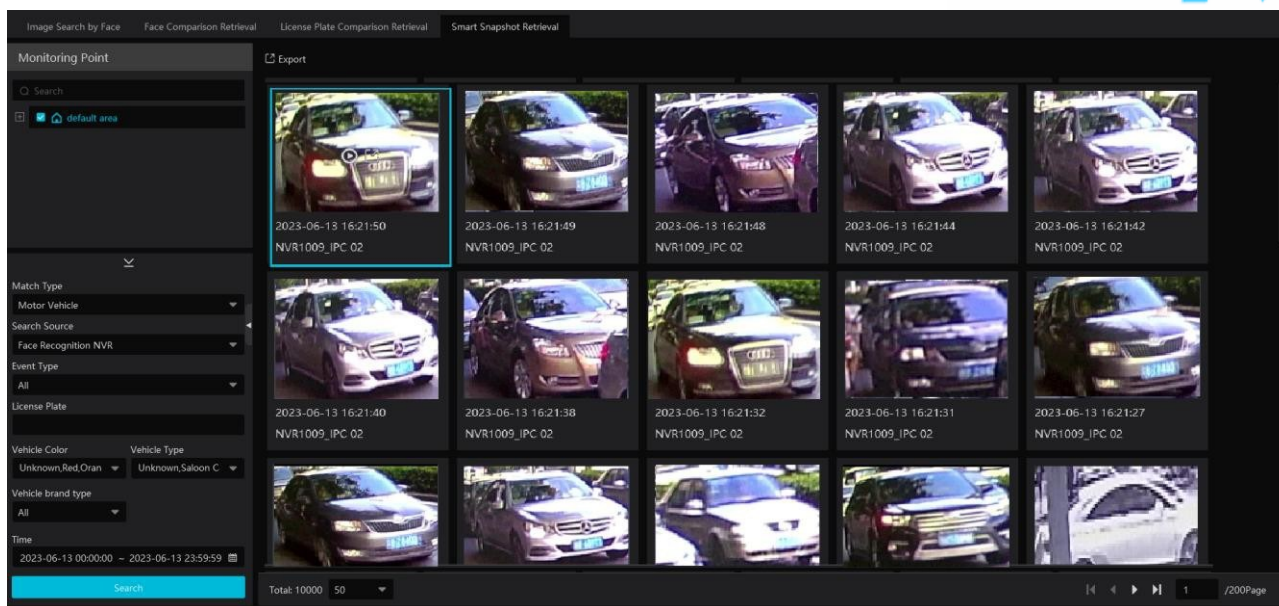 Image Search by Face Face Comparison Retrieval License Plate Comparison Retrieval Smart Snapshot Retrieval
Monitoring Point
Export
Search
default area
2023-06-13 16:21:50 2023-06-13 16:21:49 2023-06-13 16:21:48 2023-06-13 16:21:44 2023-06-13 16:21:42
NVR1009_IPC 02 NVR1009_IPC 02 NVR1009_IPC 02 NVR1009_IPC 02 NVR1009_IPC 02
Match Type
Motor Vehicle
Search Source
Face Recognition NVR
Event Type
All
License Plate
2023-06-13 16:21:40 2023-06-13 16:21:38 2023-06-13 16:21:32 2023-06-13 16:21:31 2023-06-13 16:21:27
NVR1009_IPC 02 NVR1009_IPC 02 NVR1009_IPC 02 NVR1009_IPC 02 NVR1009_IPC 02
Vehicle Color Vehicle Type
Unknown,Red,Oran Unknown,Saloon C
Vehicle brand type
All
Time
2023-06-13 00:00:00 ~ 2023-06-13 23:59:59
Search
Total: 10000 50 1 /200Page